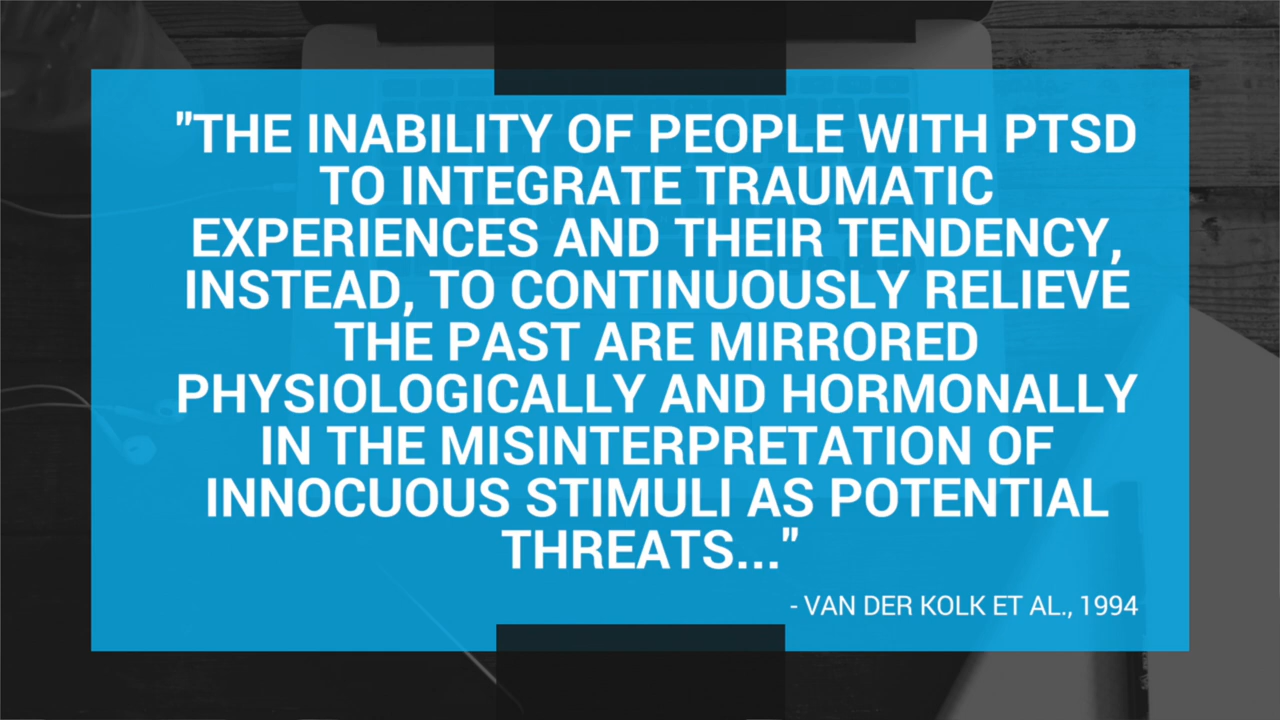 "THE INABILITY OF PEOPLE WITH PTSD
TO INTEGRATE TRAUMATIC
EXPERIENCES AND THEIR TENDENCY,
INSTEAD, TO CONTINUOUSLY RELIEVE
THE PAST ARE MIRRORED
PHYSIOLOGICALLY AND HORMONALLY
IN THE MISINTERPRETATION OF
INNOCUOUS STIMULI AS POTENTIAL
THREATS..."
- VAN DER KOLK ET AL., 1994